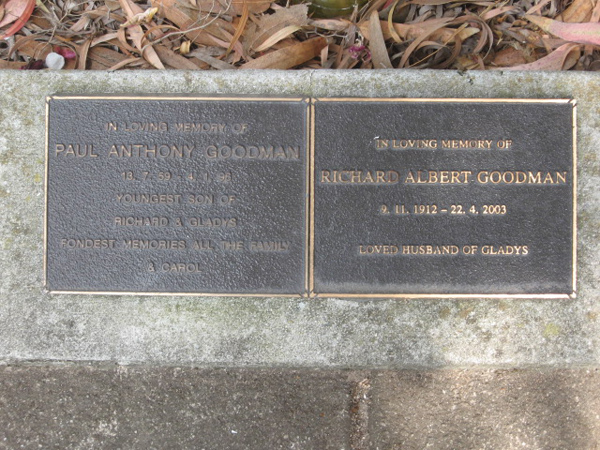 IN LOVING MEMORY OF
PAUL ANTHONY GOODMAN
YOUNGEST SON OF
RICHARD & GLADYS
FONDEST MEMORIES ALL THE FAMILY
& CAROL
IN LOVING MEMORY OF
RICHARD ALBERT GOODMAN
9. 11. 1912 – 22. 4. 2003
LOVED HUSBAND OF GLADYS